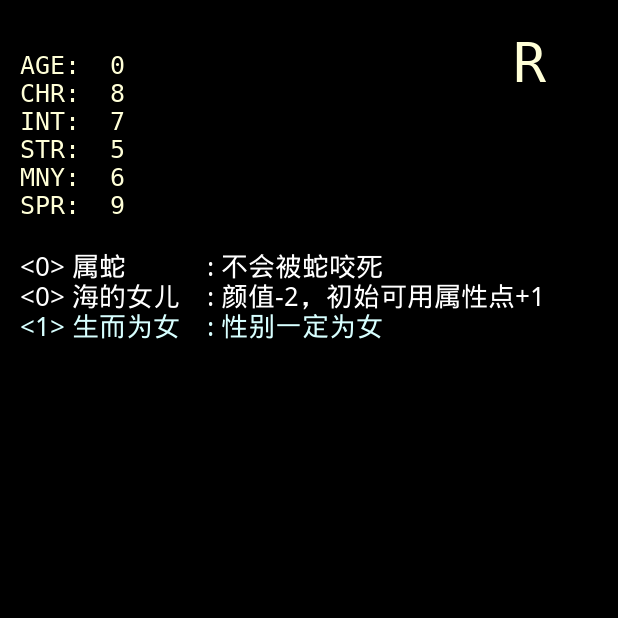 R
AGE: 0
CHR: 8
INT: 7
STR: 5
MNY: 6
SPR: 9
<0> 属蛇 : 不会被蛇咬死
<0> 海的女儿 : 颜值-2，初始可用属性点+1
<1> 生而为女 : 性别一定为女